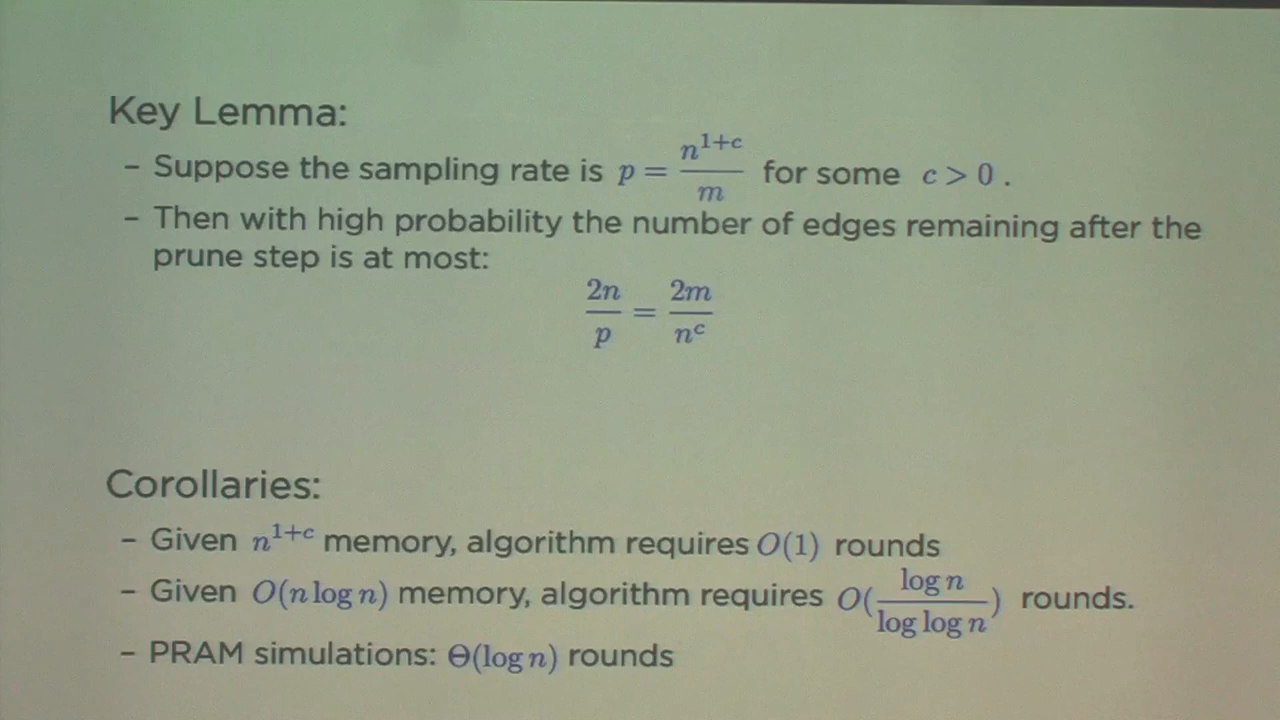 Key Lemma:
– Suppose the sampling rate is p = n^{1+c}/m for some c > 0 .
– Then with high probability the number of edges remaining after the
prune step is at most:
2n/p = 2m/n^c
Corollaries:
– Given n^{1+c} memory, algorithm requires O(1) rounds
– Given O(n log n) memory, algorithm requires O(log n/log log n) rounds.
– PRAM simulations: Θ(log n) rounds